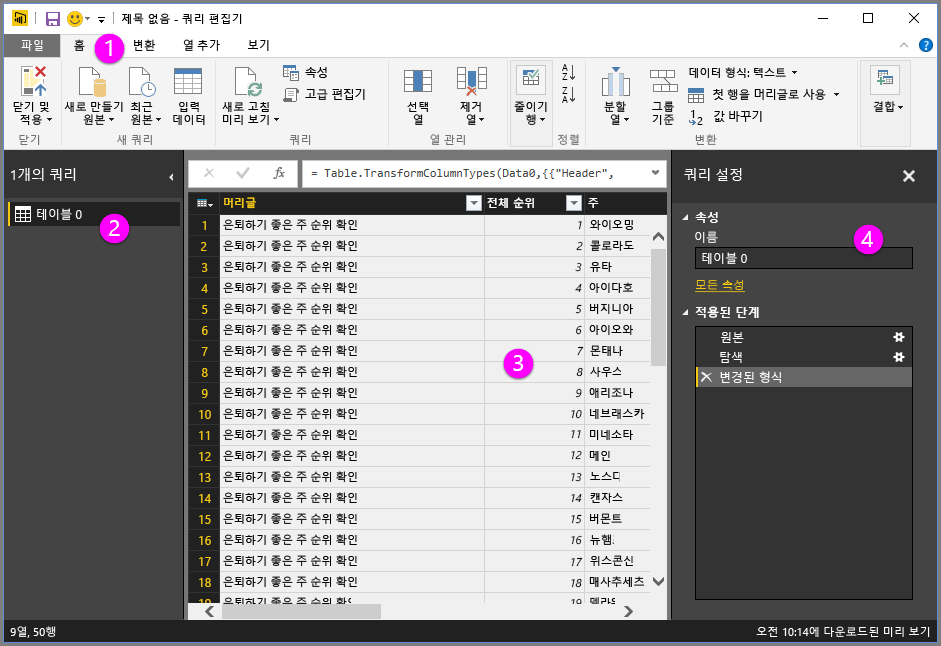 제목 없음 - 쿼리 편집기
파일 홈 1 변환 열 추가 보기
닫기 및 적용
새로 만들기 원본
최근 원본
입력 데이터
새로 고침 미리 보기
속성
고급 편집기
선택 열
제거 열
줄이기 행
분할 열
그룹 기준
데이터 형식: 텍스트
첫 행을 머리글로 사용
값 바꾸기
결합
닫기 새 쿼리 쿼리 열 관리 정렬 변환
1개의 쿼리
테이블 0
2
fx = Table.TransformColumnTypes(Data0,{{"Header",
머리글 전체 순위 주
1 은퇴하기 좋은 주 순위 확인 1 와이오밍
2 은퇴하기 좋은 주 순위 확인 2 콜로라도
3 은퇴하기 좋은 주 순위 확인 3 유타
4 은퇴하기 좋은 주 순위 확인 4 아이다호
5 은퇴하기 좋은 주 순위 확인 5 버지니아
6 은퇴하기 좋은 주 순위 확인 6 아이오와
7 은퇴하기 좋은 주 순위 확인 7 몬태나
8 은퇴하기 좋은 주 순위 확인 8 사우스
9 은퇴하기 좋은 주 순위 확인 9 애리조나
10 은퇴하기 좋은 주 순위 확인 10 네브래스카
11 은퇴하기 좋은 주 순위 확인 11 미네소타
12 은퇴하기 좋은 주 순위 확인 12 메인
13 은퇴하기 좋은 주 순위 확인 13
14 은퇴하기 좋은 주 순위 확인 14 캔자스
15 은퇴하기 좋은 주 순위 확인 15 버몬트
16 은퇴하기 좋은 주 순위 확인 16
17 은퇴하기 좋은 주 순위 확인 17 위스콘신
18 은퇴하기 좋은 주 순위 확인 18 매사추세츠
19 은퇴하기 좋은 주 순위 확인 19
3
쿼리 설정
속성
이름
4
테이블 0
모든 속성
적용된 단계
원본
탐색
변경된 형식
9열, 50행
오전 10:14에 다운로드된 미리 보기